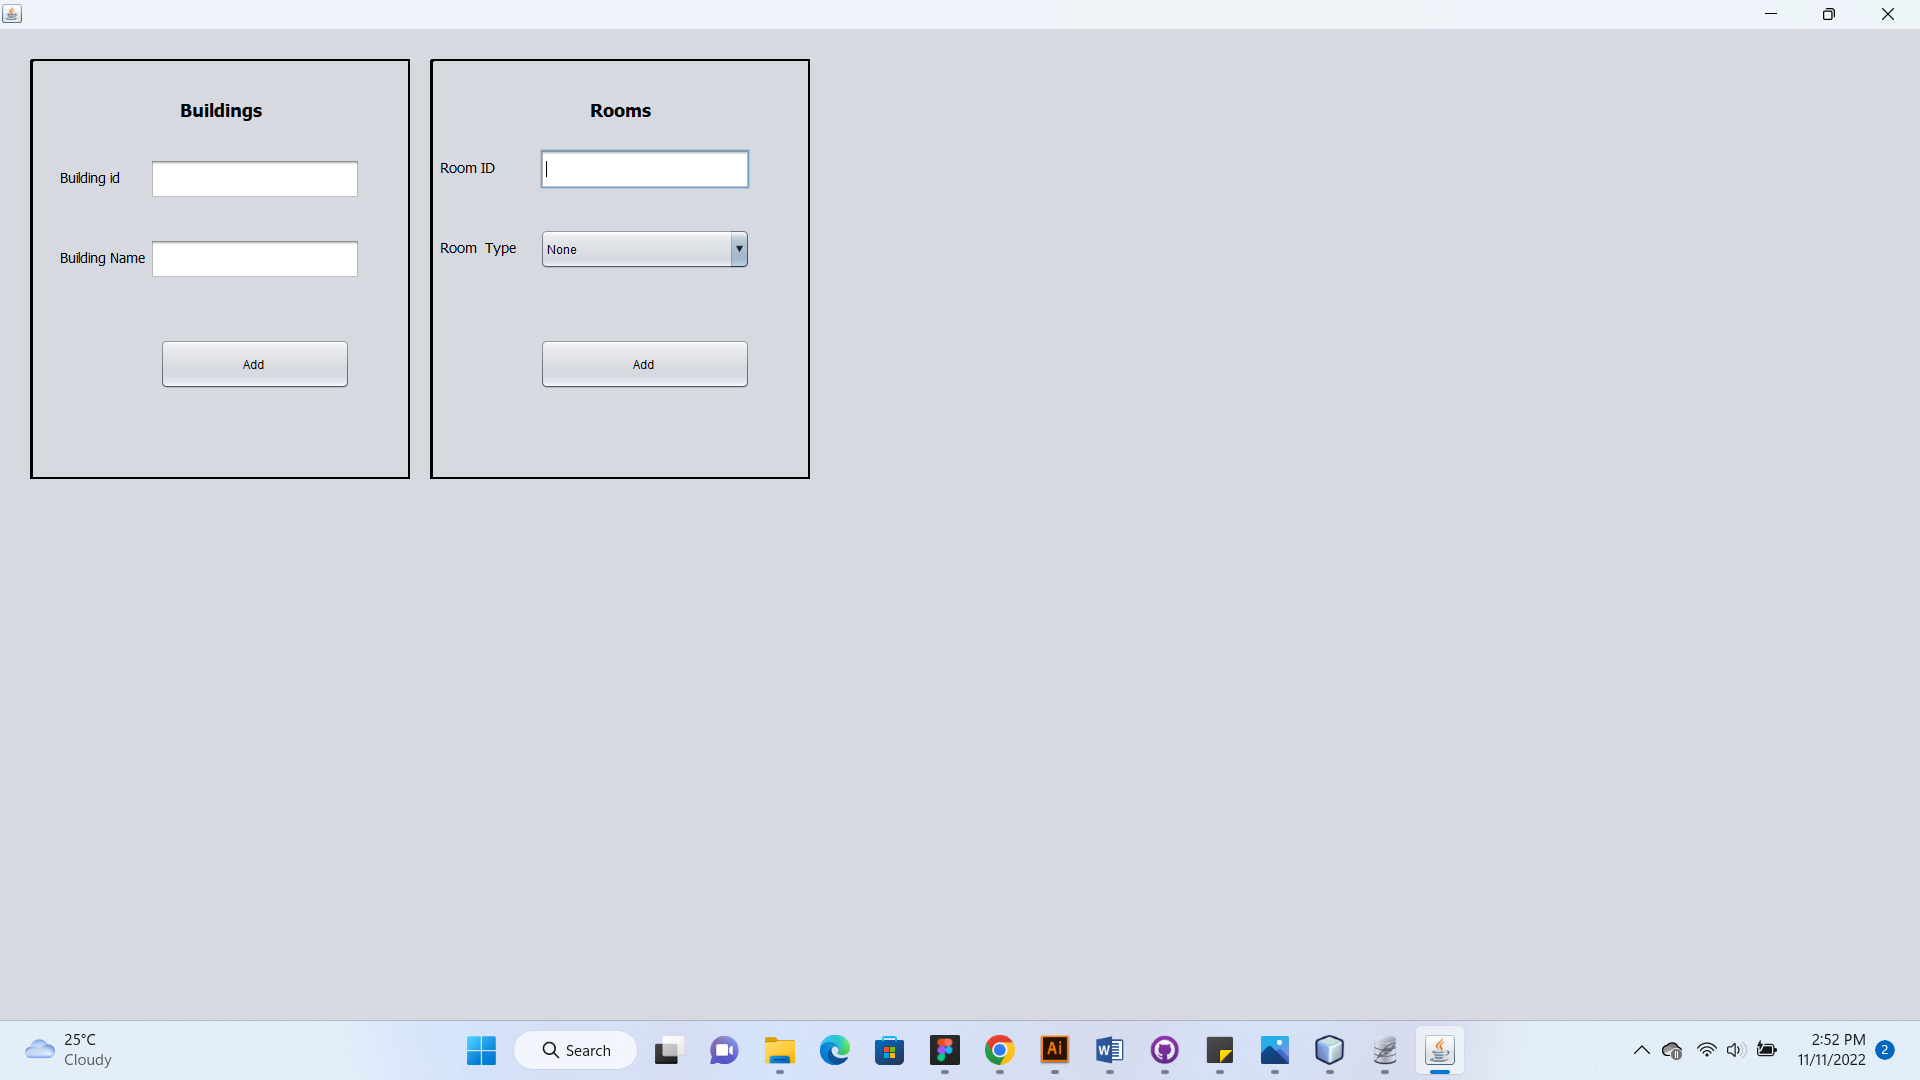 Buildings
Building id
Building Name
Add
Rooms
Room ID
Room Type
None
Add
25°C
Cloudy
Search
Ai
W
2:52 PM
11/11/2022
2